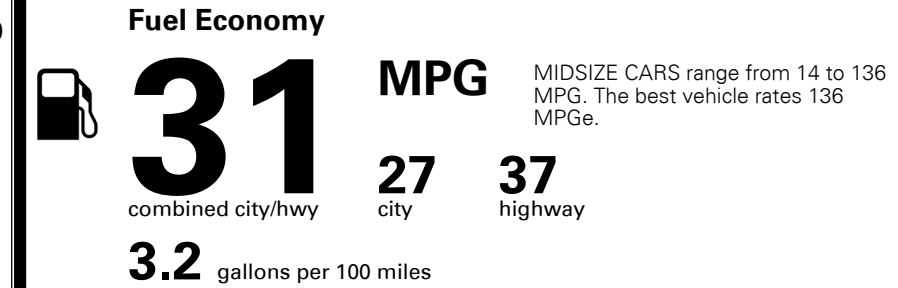 Fuel Economy
31 MPG
MIDSIZE CARS range from 14 to 136
MPG. The best vehicle rates 136
MPGe.
27 37
combined city/hwy city highway
3.2 gallons per 100 miles